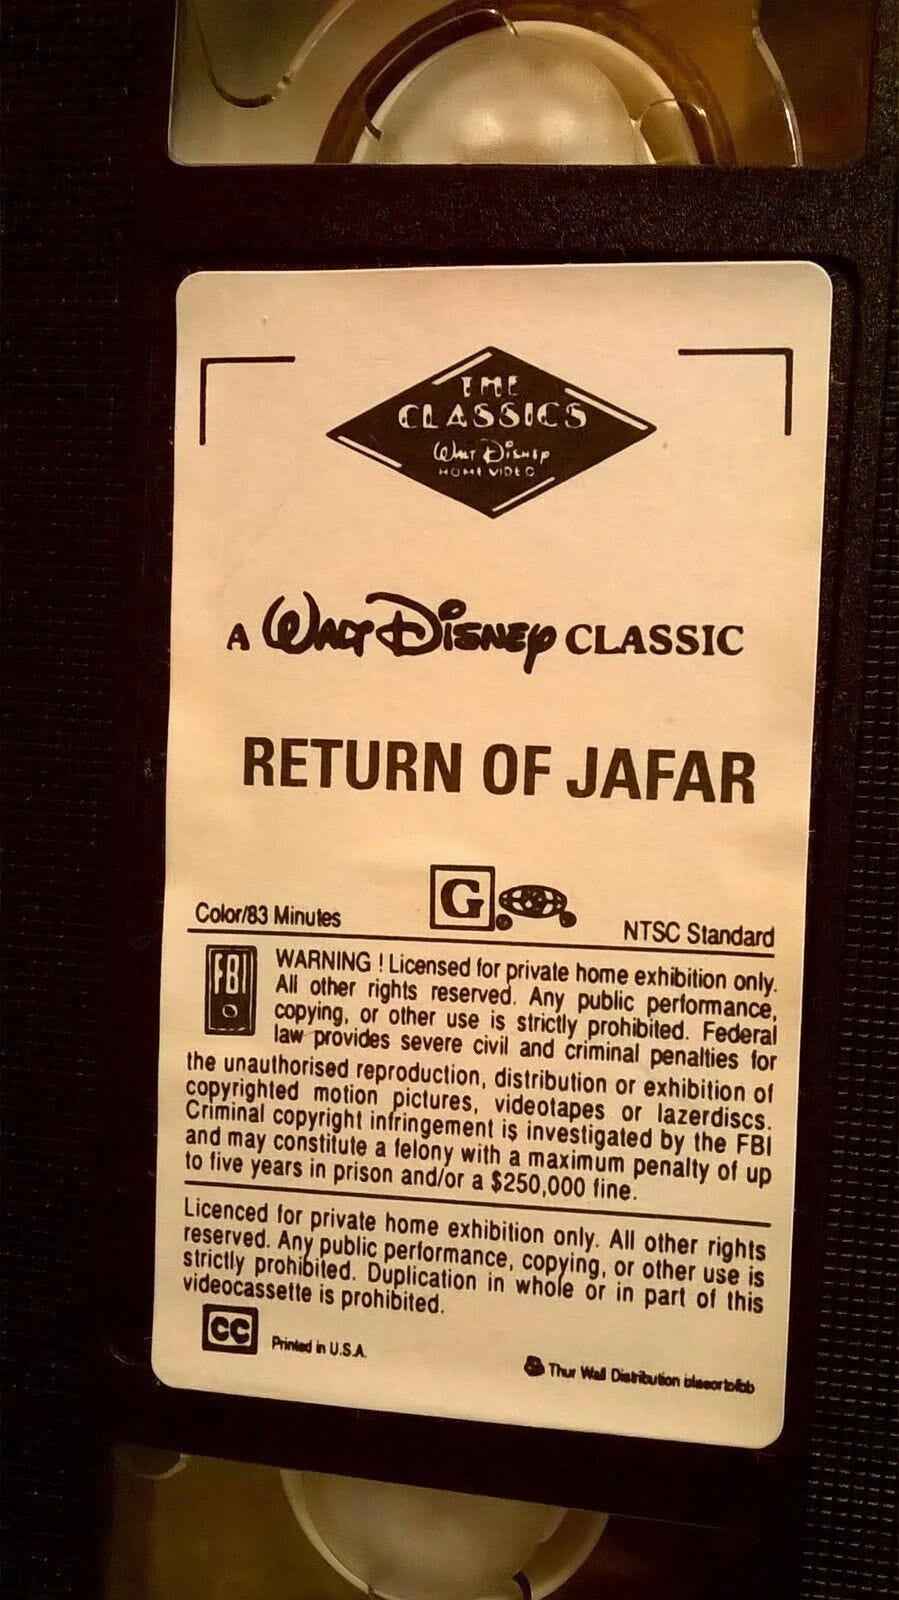 THE
CLASSICS
WALT DISNEY
HOME VIDEO
A WALT DISNEY CLASSIC
RETURN OF JAFAR
G
Color/83 Minutes
NTSC Standard
FBI
WARNING ! Licensed for private home exhibition only.
All other rights reserved. Any public performance,
copying, or other use is strictly prohibited. Federal
law provides severe civil and criminal penalties for
the unauthorised reproduction, distribution or exhibition of
copyrighted motion pictures, videotapes or lazerdiscs.
Criminal copyright infringement is investigated by the FBI
and may constitute a felony with a maximum penalty of up
to five years in prison and/or a $250,000 fine.
Licenced for private home exhibition only. All other rights
reserved. Any public performance, copying, or other use is
strictly prohibited. Duplication in whole or in part of this
videocassette is prohibited.
CC
Printed in U.S.A.
Thur Wall Distribution